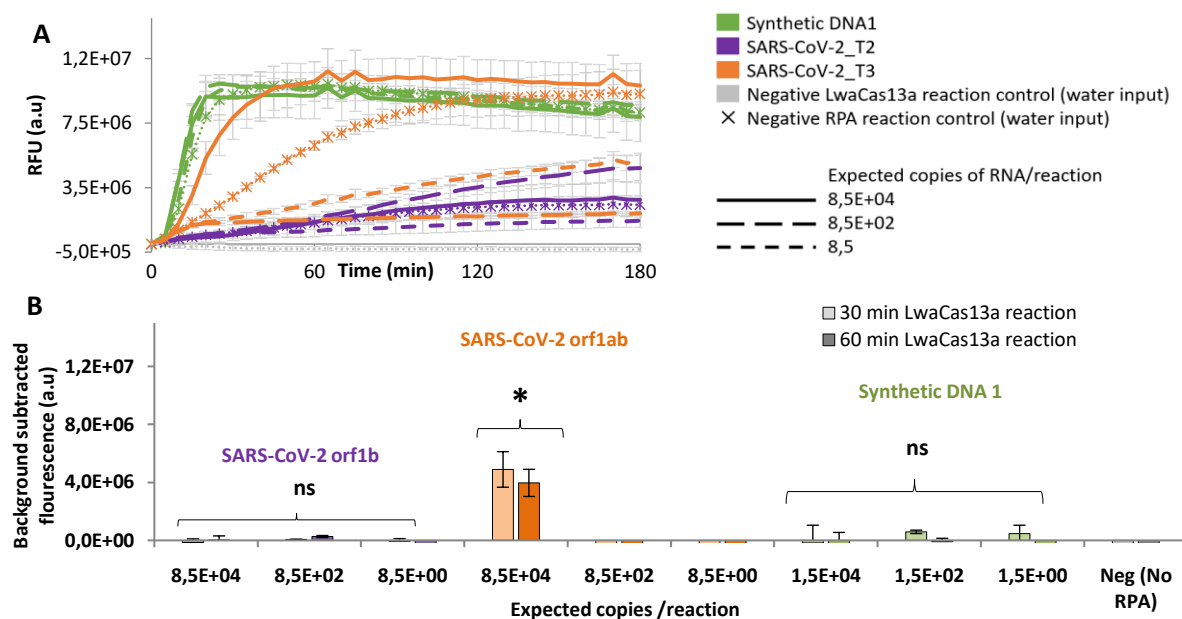 A
RFU (a.u)
1,2E+07
7,5E+06
3,5E+06
-5,0E+05
0
60
Time (min)
120
180
Synthetic DNA1
SARS-CoV-2_T2
SARS-CoV-2_T3
Negative LwaCas13a reaction control (water input)
Negative RPA reaction control (water input)
Expected copies of RNA/reaction
8,5E+04
8,5E+02
8,5
B
30 min LwaCas13a reaction
60 min LwaCas13a reaction
Background subtracted
flourescence (a.u)
1,2E+07
8,0E+06
4,0E+06
0,0E+00
SARS-CoV-2 orf1b
ns
SARS-CoV-2 orf1ab
*
Synthetic DNA 1
ns
8,5E+04
8,5E+02
8,5E+00
8,5E+04
8,5E+02
8,5E+00
1,5E+04
1,5E+02
1,5E+00
Neg (No
RPA)
Expected copies /reaction